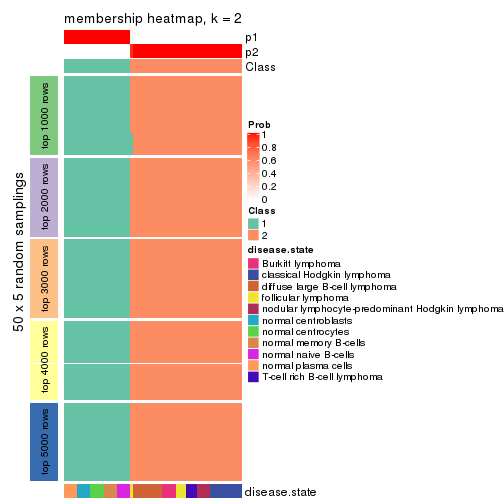 membership heatmap, k = 2
p1
p2
Class
50 x 5 random samplings
top 1000 rows
top 2000 rows
top 3000 rows
top 4000 rows
top 5000 rows
Prob
1
0.8
0.6
0.4
0.2
0
Class
1
2
disease.state
Burkitt lymphoma
classical Hodgkin lymphoma
diffuse large B-cell lymphoma
follicular lymphoma
nodular lymphocyte-predominant Hodgkin lymphoma
normal centroblasts
normal centrocytes
normal memory B-cells
normal naive B-cells
normal plasma cells
T-cell rich B-cell lymphoma
disease.state